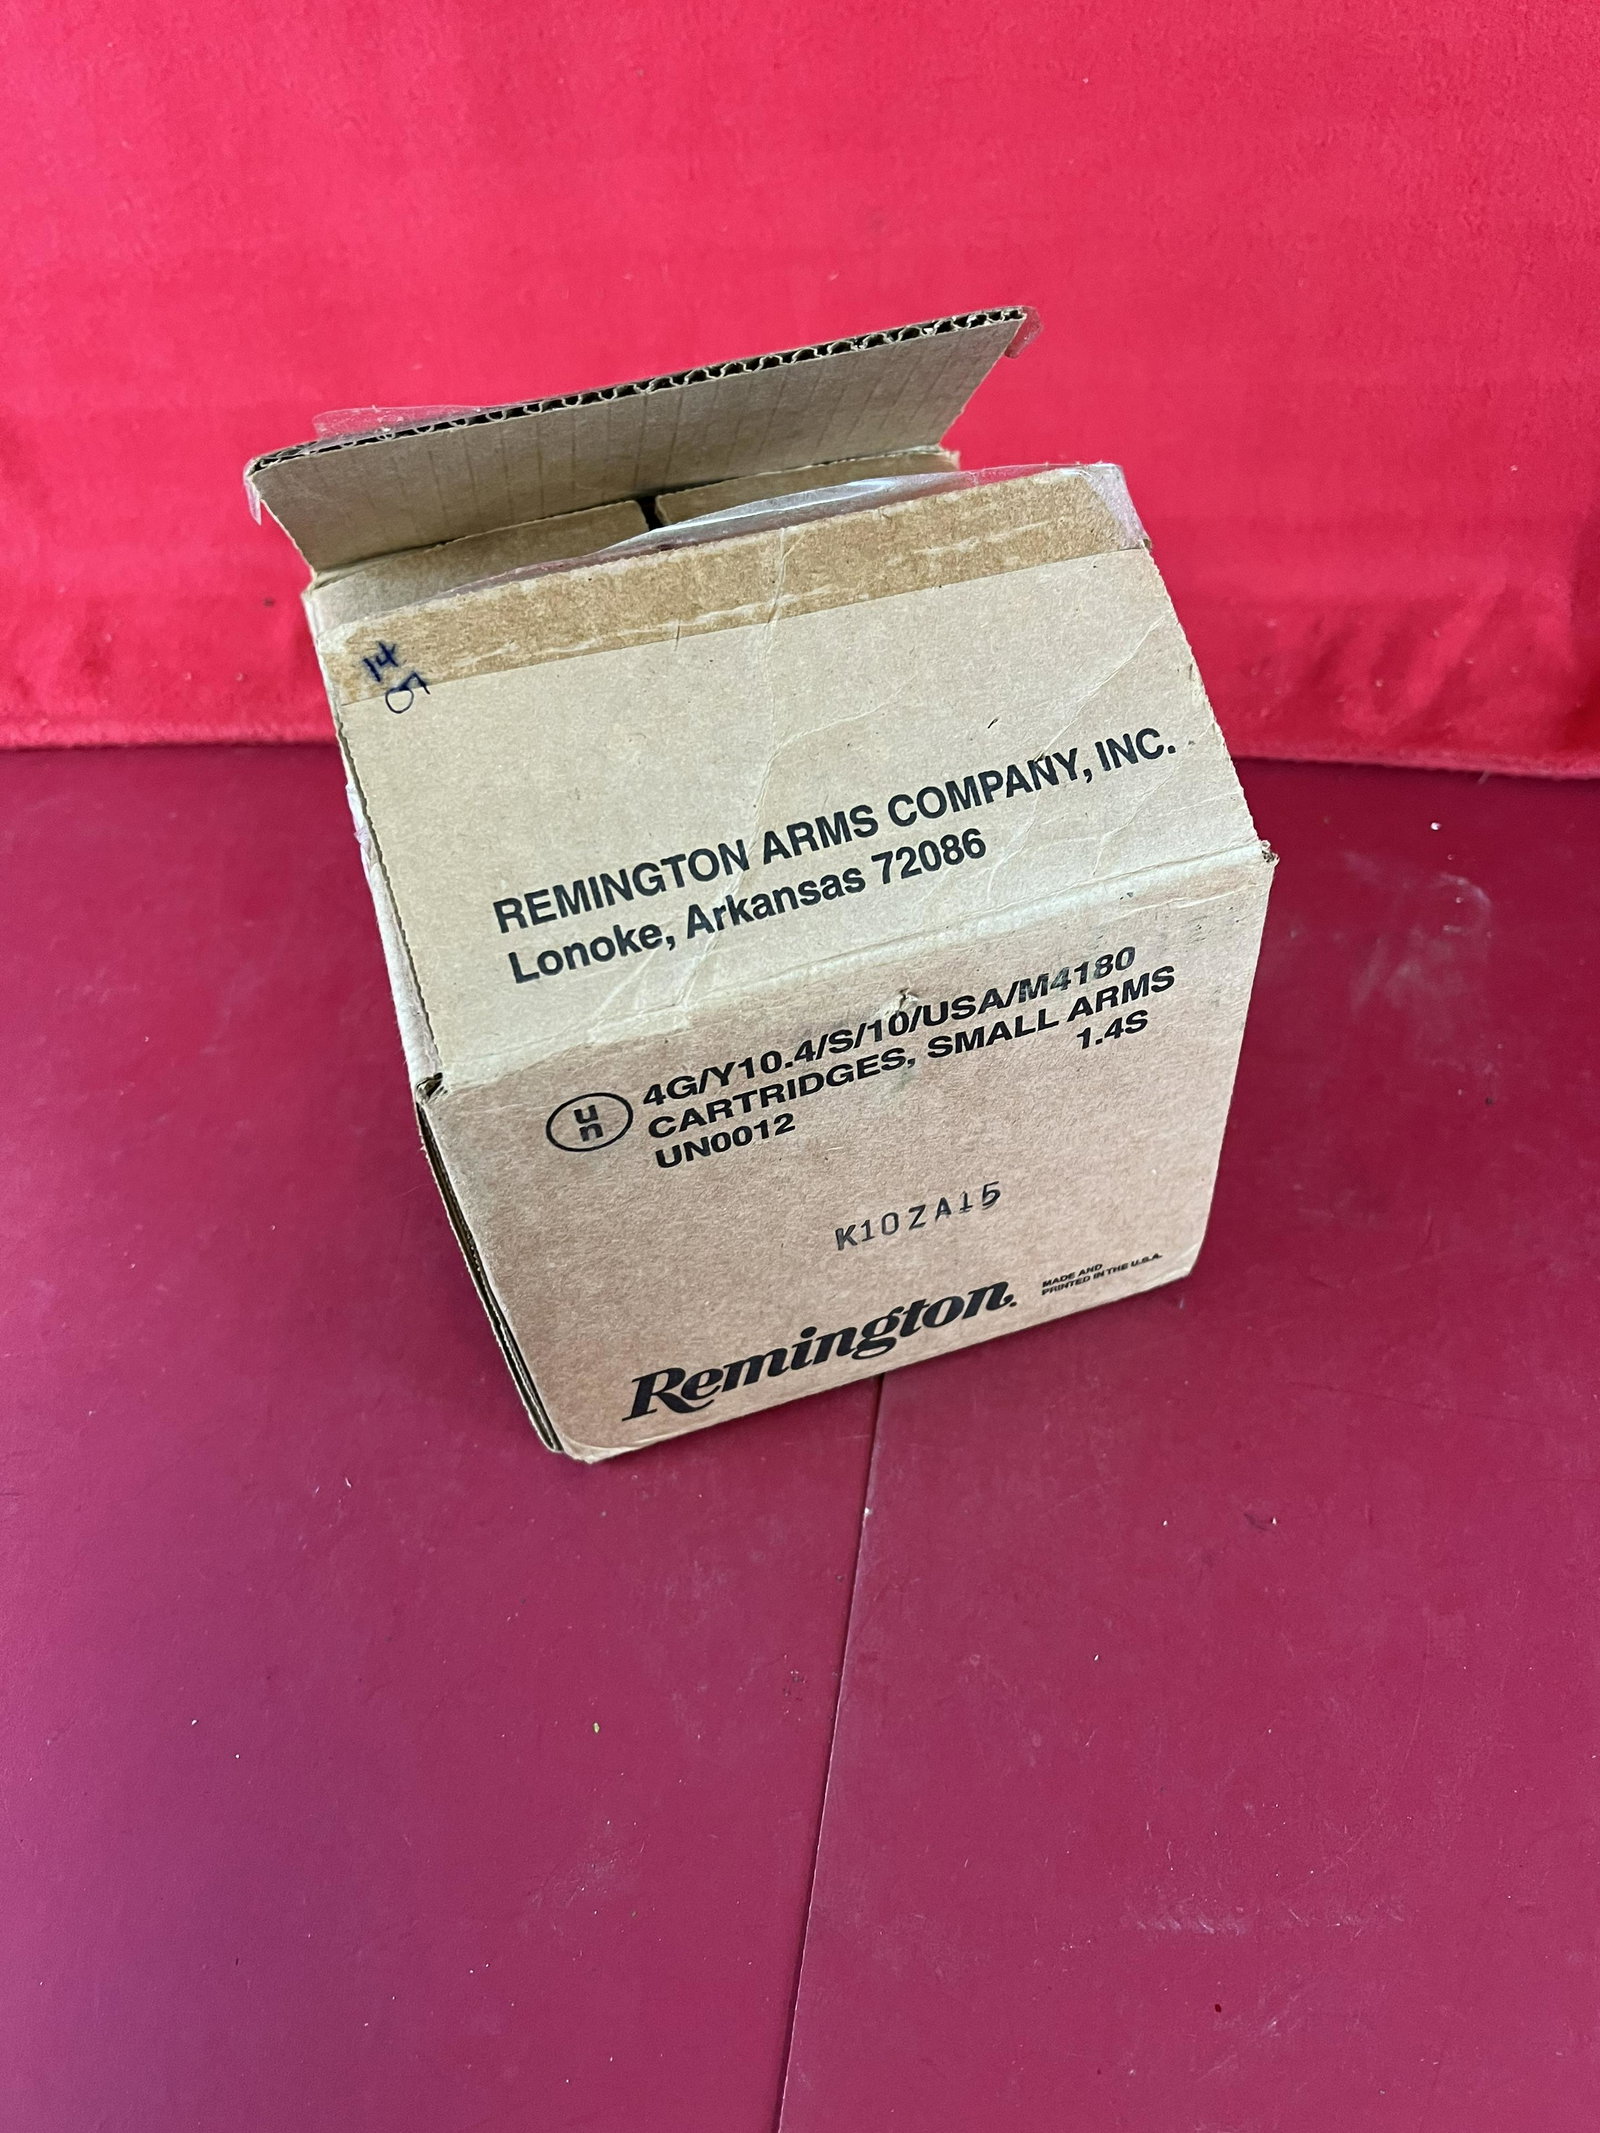 14
REMINGTON ARMS COMPANY, INC.
Lonoke, Arkansas 72086
un
4G/Y10.4/S/10/USA/M4180
CARTRIDGES, SMALL ARMS
UN0012 1.4S
K10ZA15
Remington.
MADE AND
PRINTED IN THE U.S.A.